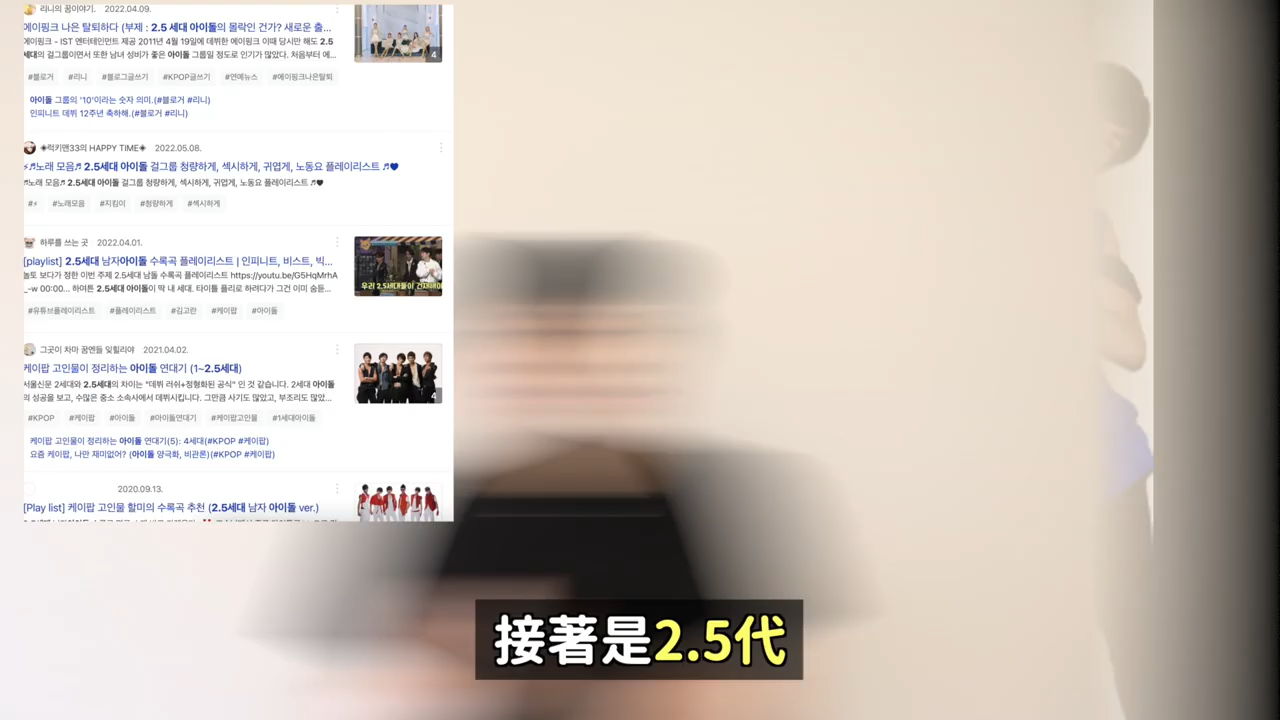 리니의 꿈이야기. 2022.04.09.
에이핑크 나은 탈퇴하다 (부제 : 2.5 세대 아이돌의 몰락인 건가? 새로운 출...
에이핑크 - IST 엔터테인먼트 제공 2011년 4월 19일에 데뷔한 에이핑크 이때 당시만 해도 2.5
세대의 걸그룹이면서 또한 남녀 성비가 좋은 아이돌 그룹일 정도로 인기가 많았다. 처음부터 에...
4
#블로거 #리니 #블로그글쓰기 #KPOP글쓰기 #연예뉴스 #에이핑크나은탈퇴
아이돌 그룹의 '10'이라는 숫자 의미.(#블로거 #리니)
인피니트 데뷔 12주년 축하해.(#블로거 #리니)
◈럭키맨33의 HAPPY TIME◈ 2022.05.08.
⚡♬노래 모음♬ 2.5세대 아이돌 걸그룹 청량하게, 섹시하게, 귀엽게, 노동요 플레이리스트 ♬♥
노래 모음♬ 2.5세대 아이돌 걸그룹 청량하게, 섹시하게, 귀엽게, 노동요 플레이리스트 ♬♥
#⚡ #노래모음 #지킴이 #청량하게 #섹시하게
하루를 쓰는 곳 2022.04.01.
[playlist] 2.5세대 남자아이돌 수록곡 플레이리스트 | 인피니트, 비스트, 빅...
놀토 보다가 정한 이번 주제 2.5세대 남돌 수록곡 플레이리스트 https://youtu.be/G5HqMrhA
_-w 00:00... 하여튼 2.5세대 아이돌이 딱 내 세대. 타이틀 플리로 하려다가 그건 이미 숨듣...
우리 2.5세대들이 건재해야
#유튜브플레이리스트 #플레이리스트 #김고란 #케이팝 #아이돌
그곳이 차마 꿈엔들 잊힐리야 2021.04.02.
케이팝 고인물이 정리하는 아이돌 연대기 (1~2.5세대)
서울신문 2세대와 2.5세대의 차이는 "데뷔 러쉬+정형화된 공식" 인 것 같습니다. 2세대 아이돌
의 성공을 보고, 수많은 중소 소속사에서 데뷔시킵니다. 그만큼 사기도 많았고, 부조리도 많았...
4
#KPOP #케이팝 #아이돌 #아이돌연대기 #케이팝고인물 #1세대아이돌
케이팝 고인물이 정리하는 아이돌 연대기(5): 4세대(#KPOP #케이팝)
요즘 케이팝, 나만 재미없어? (아이돌 양극화, 비관론)(#KPOP #케이팝)
2020.09.13.
[Play list] 케이팝 고인물 할미의 수록곡 추천 (2.5세대 남자 아이돌 ver.)
接著是2.5代